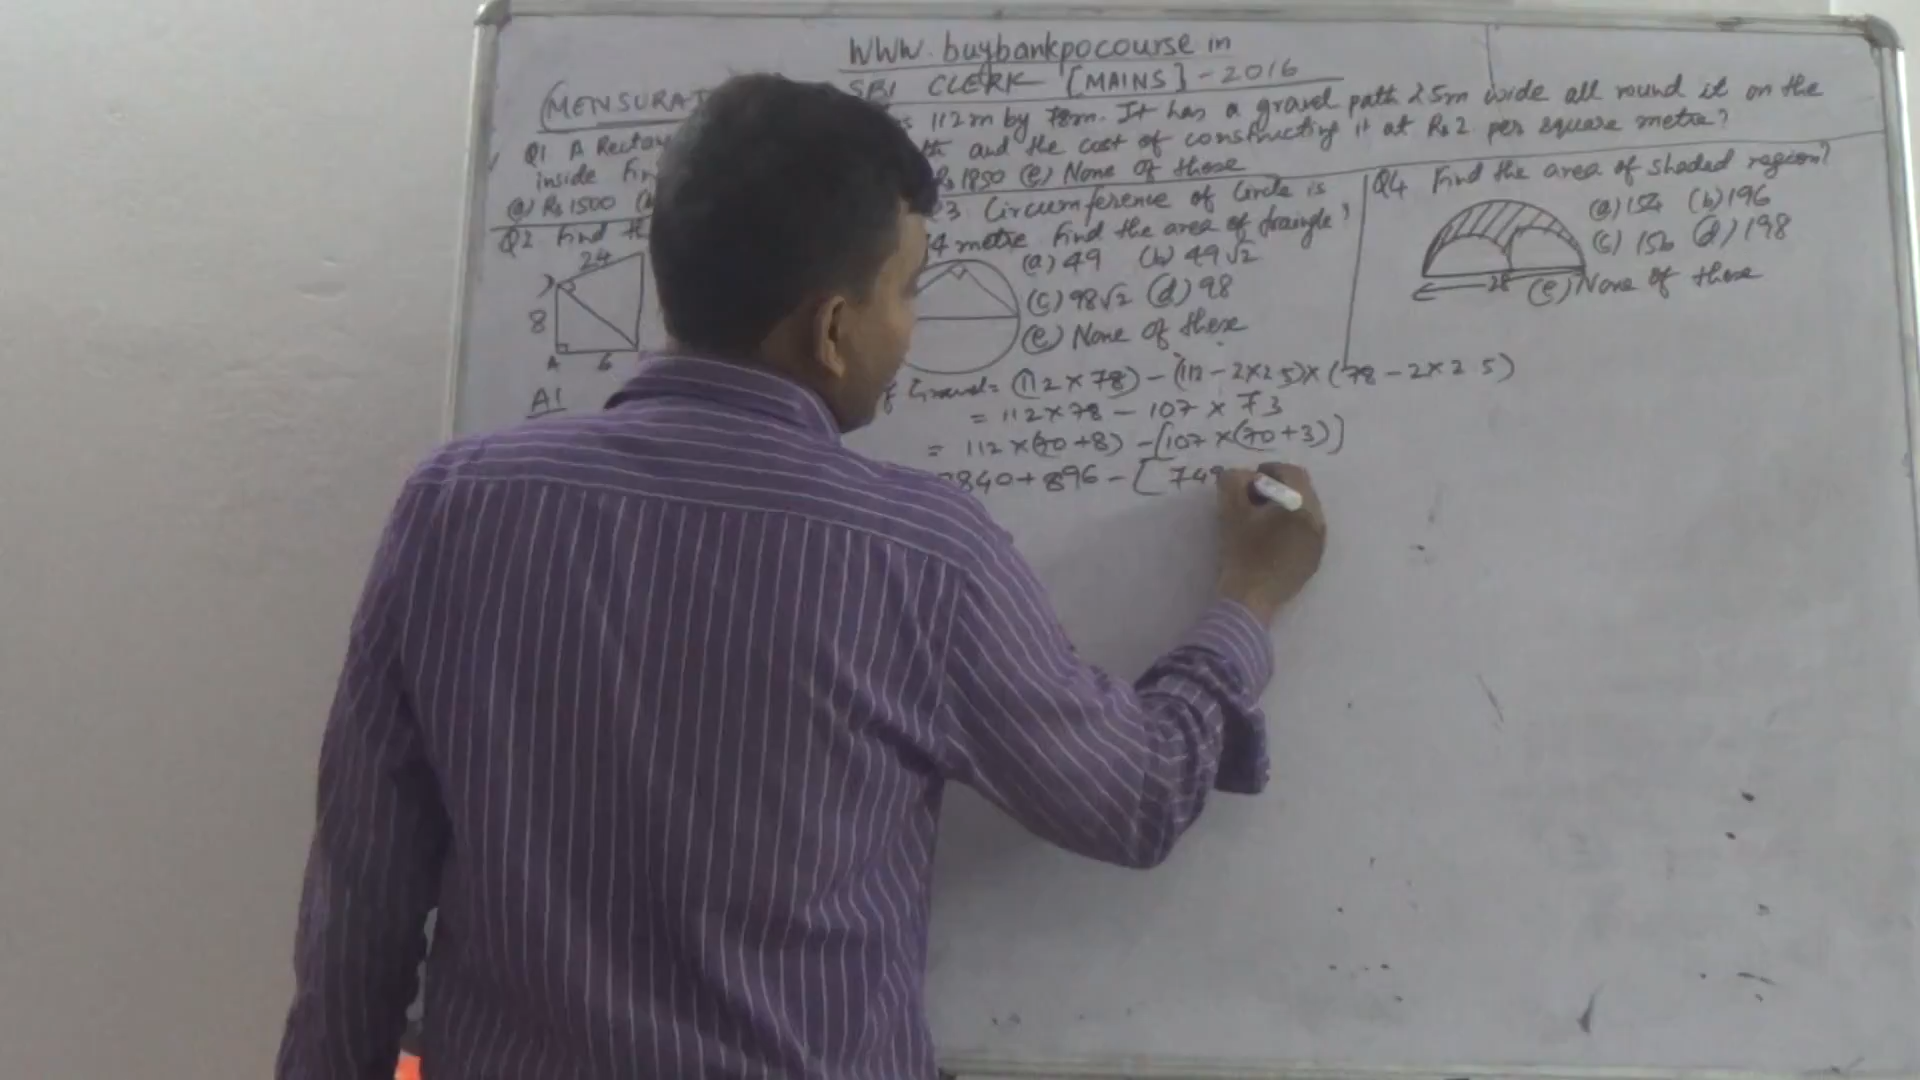 WWW.buybankpocourse.in
SBI CLERK [MAINS] - 2016
(MENSURAT
Q1 A Rectan 112m by 78m. It has a gravel path 2.5m wide all round it on the
inside Fin and the cost of constructing it at Rs 2 per square metre?
(a) Rs 1500 Rs 1850 (e) None of these
Q2 Find th
24
8
A 6
A1
3. Circumference of Circle is
44 metre. Find the area of traingle?
(a) 49 (b) 49√2
(c) 98√2 (d) 98
(e) None of these
Q4 Find the area of shaded region?
(a) 154 (b) 196
(c) 156 (d) 198
28 (e) None of these
= (112 × 78) - (112 - 2×2.5) × (78 - 2×2.5)
= 112×78 - 107 × 73
= 112 × (70+8) - [107 × (70+3)]
7840 + 896 - [749